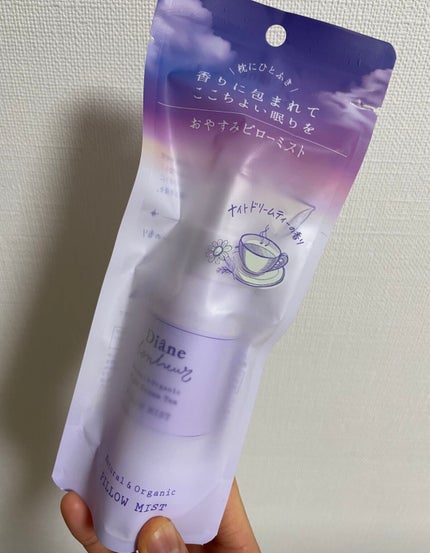 枕にひとふき
香りに包まれて
ここちよい眠りを
おやすみピローミスト
ナイトドリームティーの香り
Diane
Bonheur
Natural & Organic
PILLOW MIST